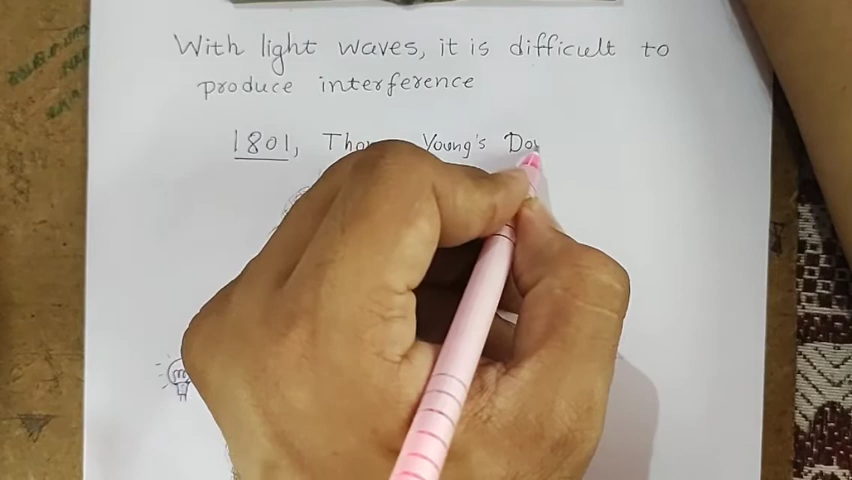 With light waves, it is difficult to
produce interference
1801, Young's